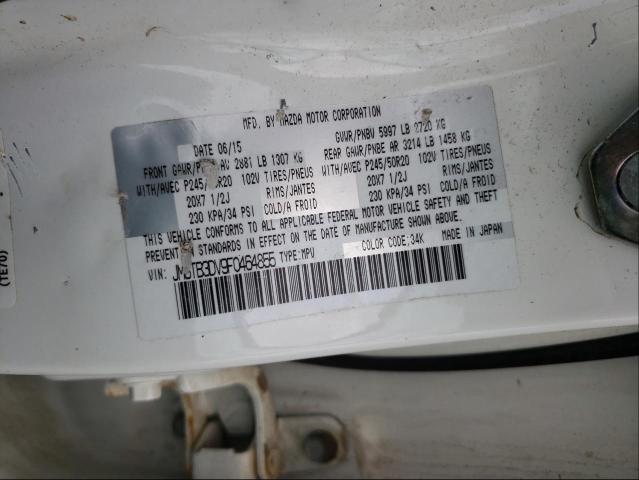 MFD. BY MAZDA MOTOR CORPORATION
DATE 06/15 GVWR/PNBV 5997 LB 2720 KG
FRONT GAWR/PNBE AV 2881 LB 1307 KG REAR GAWR/PNBE AR 3214 LB 1458 KG
WITH/AVEC P245/50R20 102V TIRES/PNEUS WITH/AVEC P245/50R20 102V TIRES/PNEUS
20X7 1/2J RIMS/JANTES 20X7 1/2J RIMS/JANTES
230 KPA/34 PSI COLD/A FROID 230 KPA/34 PSI COLD/A FROID
THIS VEHICLE CONFORMS TO ALL APPLICABLE FEDERAL MOTOR VEHICLE SAFETY AND THEFT
PREVENTION STANDARDS IN EFFECT ON THE DATE OF MANUFACTURE SHOWN ABOVE.
VIN: JM3TB3DV9F0464855 TYPE: MPV COLOR CODE: 34K MADE IN JAPAN
(TE70)